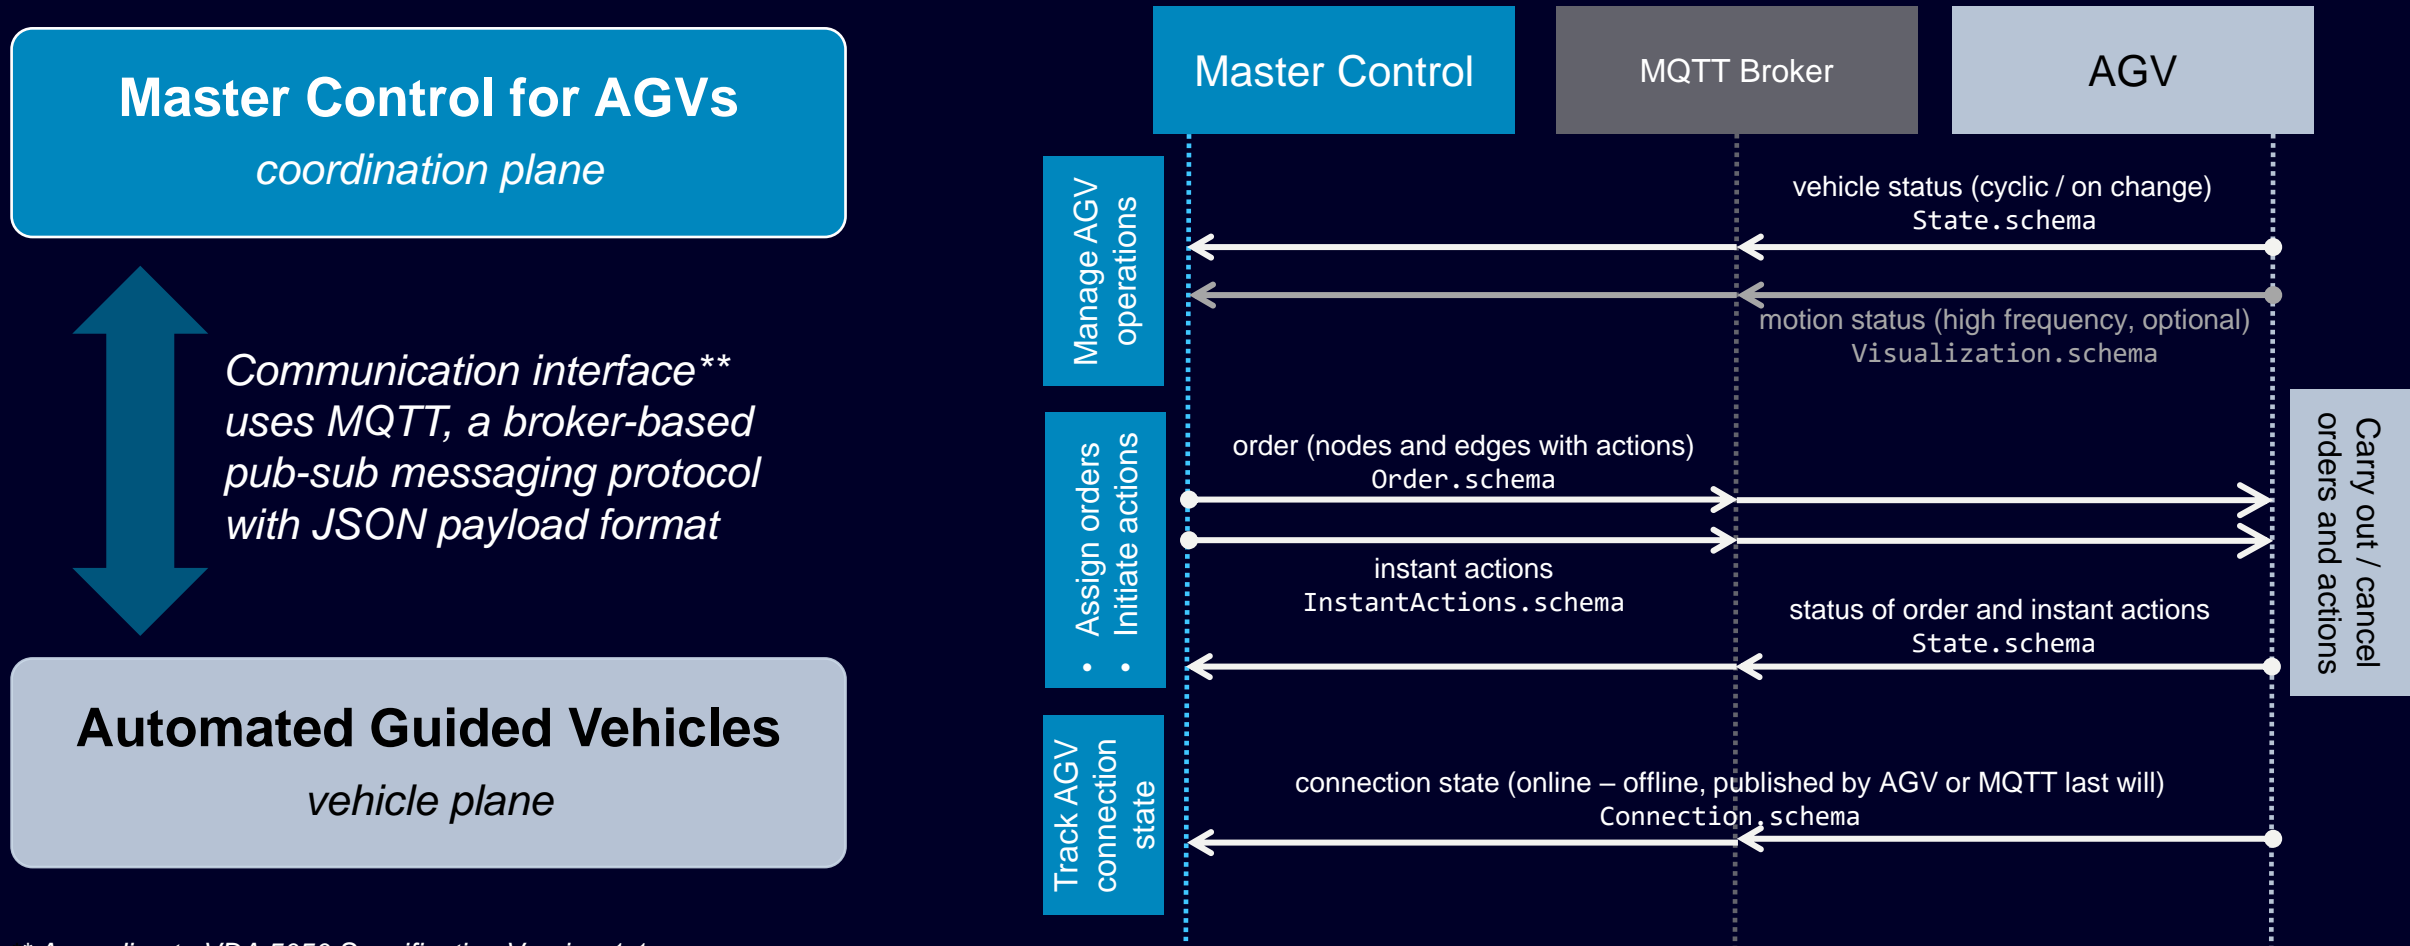 Master Control for AGVs
coordination plane
Communication interface**
uses MQTT, a broker-based
pub-sub messaging protocol
with JSON payload format
Automated Guided Vehicles
vehicle plane
Master Control
MQTT Broker
AGV
Manage AGV
operations
vehicle status (cyclic / on change)
State.schema
motion status (high frequency, optional)
Visualization.schema
• Assign orders
• Initiate actions
order (nodes and edges with actions)
Order.schema
instant actions
InstantActions.schema
status of order and instant actions
State.schema
Carry out / cancel
orders and actions
Track AGV
connection
state
connection state (online – offline, published by AGV or MQTT last will)
Connection.schema